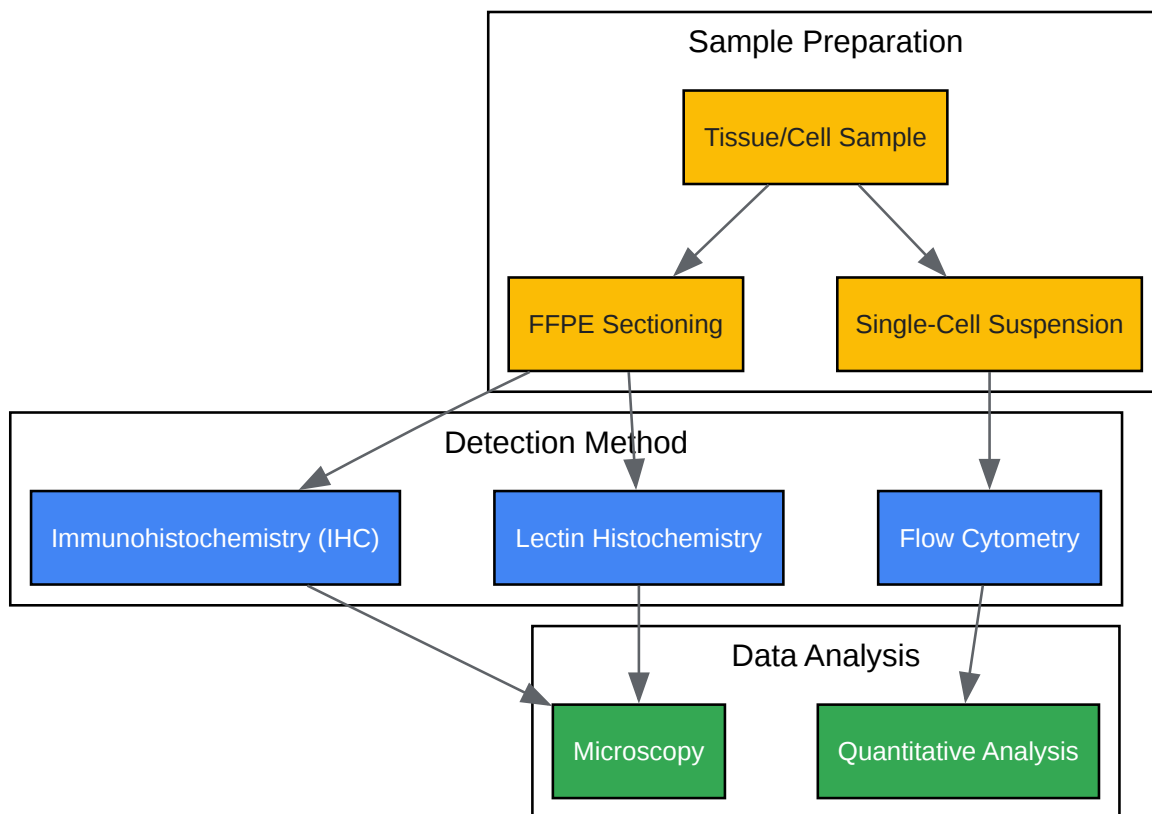 Sample Preparation
Tissue/Cell Sample
FFPE Sectioning
Single-Cell Suspension
Detection Method
Immunohistochemistry (IHC)
Lectin Histochemistry
Flow Cytometry
Data Analysis
Microscopy
Quantitative Analysis